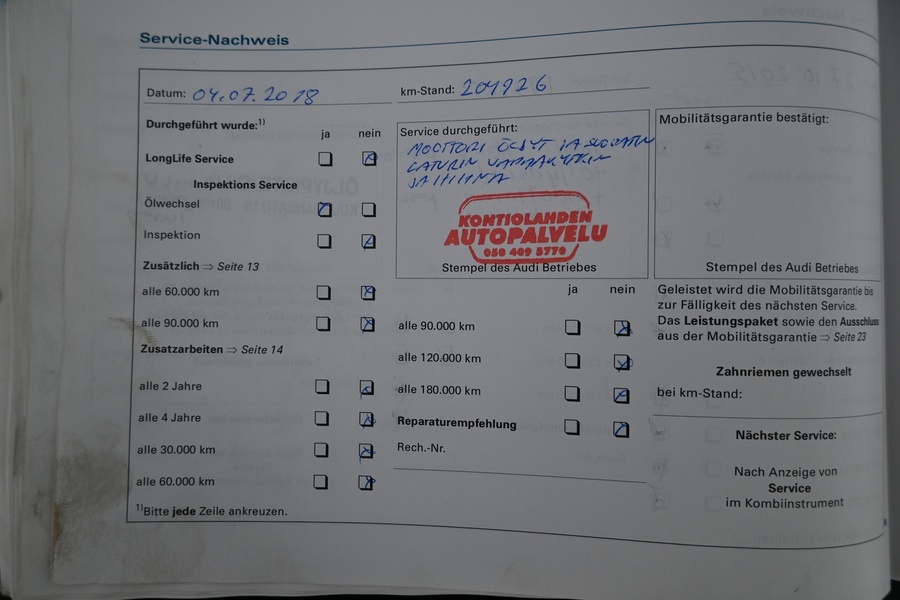 Service-Nachweis
Datum: 04.07.2018
km-Stand: 204926
Durchgeführt wurde:1)
ja nein
LongLife Service
Inspektions Service
Ölwechsel
Inspektion
Zusätzlich ⇒ Seite 13
alle 60.000 km
alle 90.000 km
Zusatzarbeiten ⇒ Seite 14
alle 2 Jahre
alle 4 Jahre
alle 30.000 km
alle 60.000 km
1)Bitte jede Zeile ankreuzen.
Service durchgeführt:
MOOTTORI ÖLJYT JA SUODATIN
JA HIHNA
KONTIOLAHDEN
AUTOPALVELU
050 409 5770
Stempel des Audi Betriebes
ja nein
alle 90.000 km
alle 120.000 km
alle 180.000 km
Reparaturempfehlung
Rech.-Nr.
Mobilitätsgarantie bestätigt:
Stempel des Audi Betriebes
Geleistet wird die Mobilitätsgarantie bis
zur Fälligkeit des nächsten Service.
Das Leistungspaket sowie den Ausschluss
aus der Mobilitätsgarantie ⇒ Seite 23
Zahnriemen gewechselt
bei km-Stand:
Nächster Service:
Nach Anzeige von
Service
im Kombiinstrument